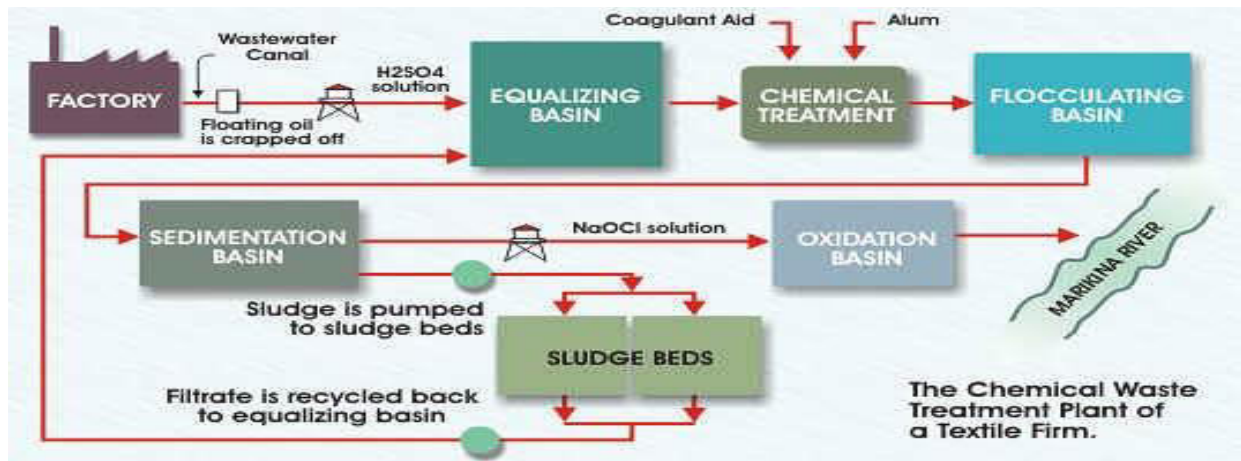 Coagulant Aid
Alum
Wastewater
Canal
H2SO4
solution
FACTORY
EQUALIZING
BASIN
CHEMICAL
TREATMENT
FLOCCULATING
BASIN
Floating oil
is crapped off
SEDIMENTATION
BASIN
NaOCl solution
OXIDATION
BASIN
MARIKINA RIVER
Sludge is pumped
to sludge beds
SLUDGE BEDS
Filtrate is recycled back
to equalizing basin
The Chemical Waste
Treatment Plant of
a Textile Firm.